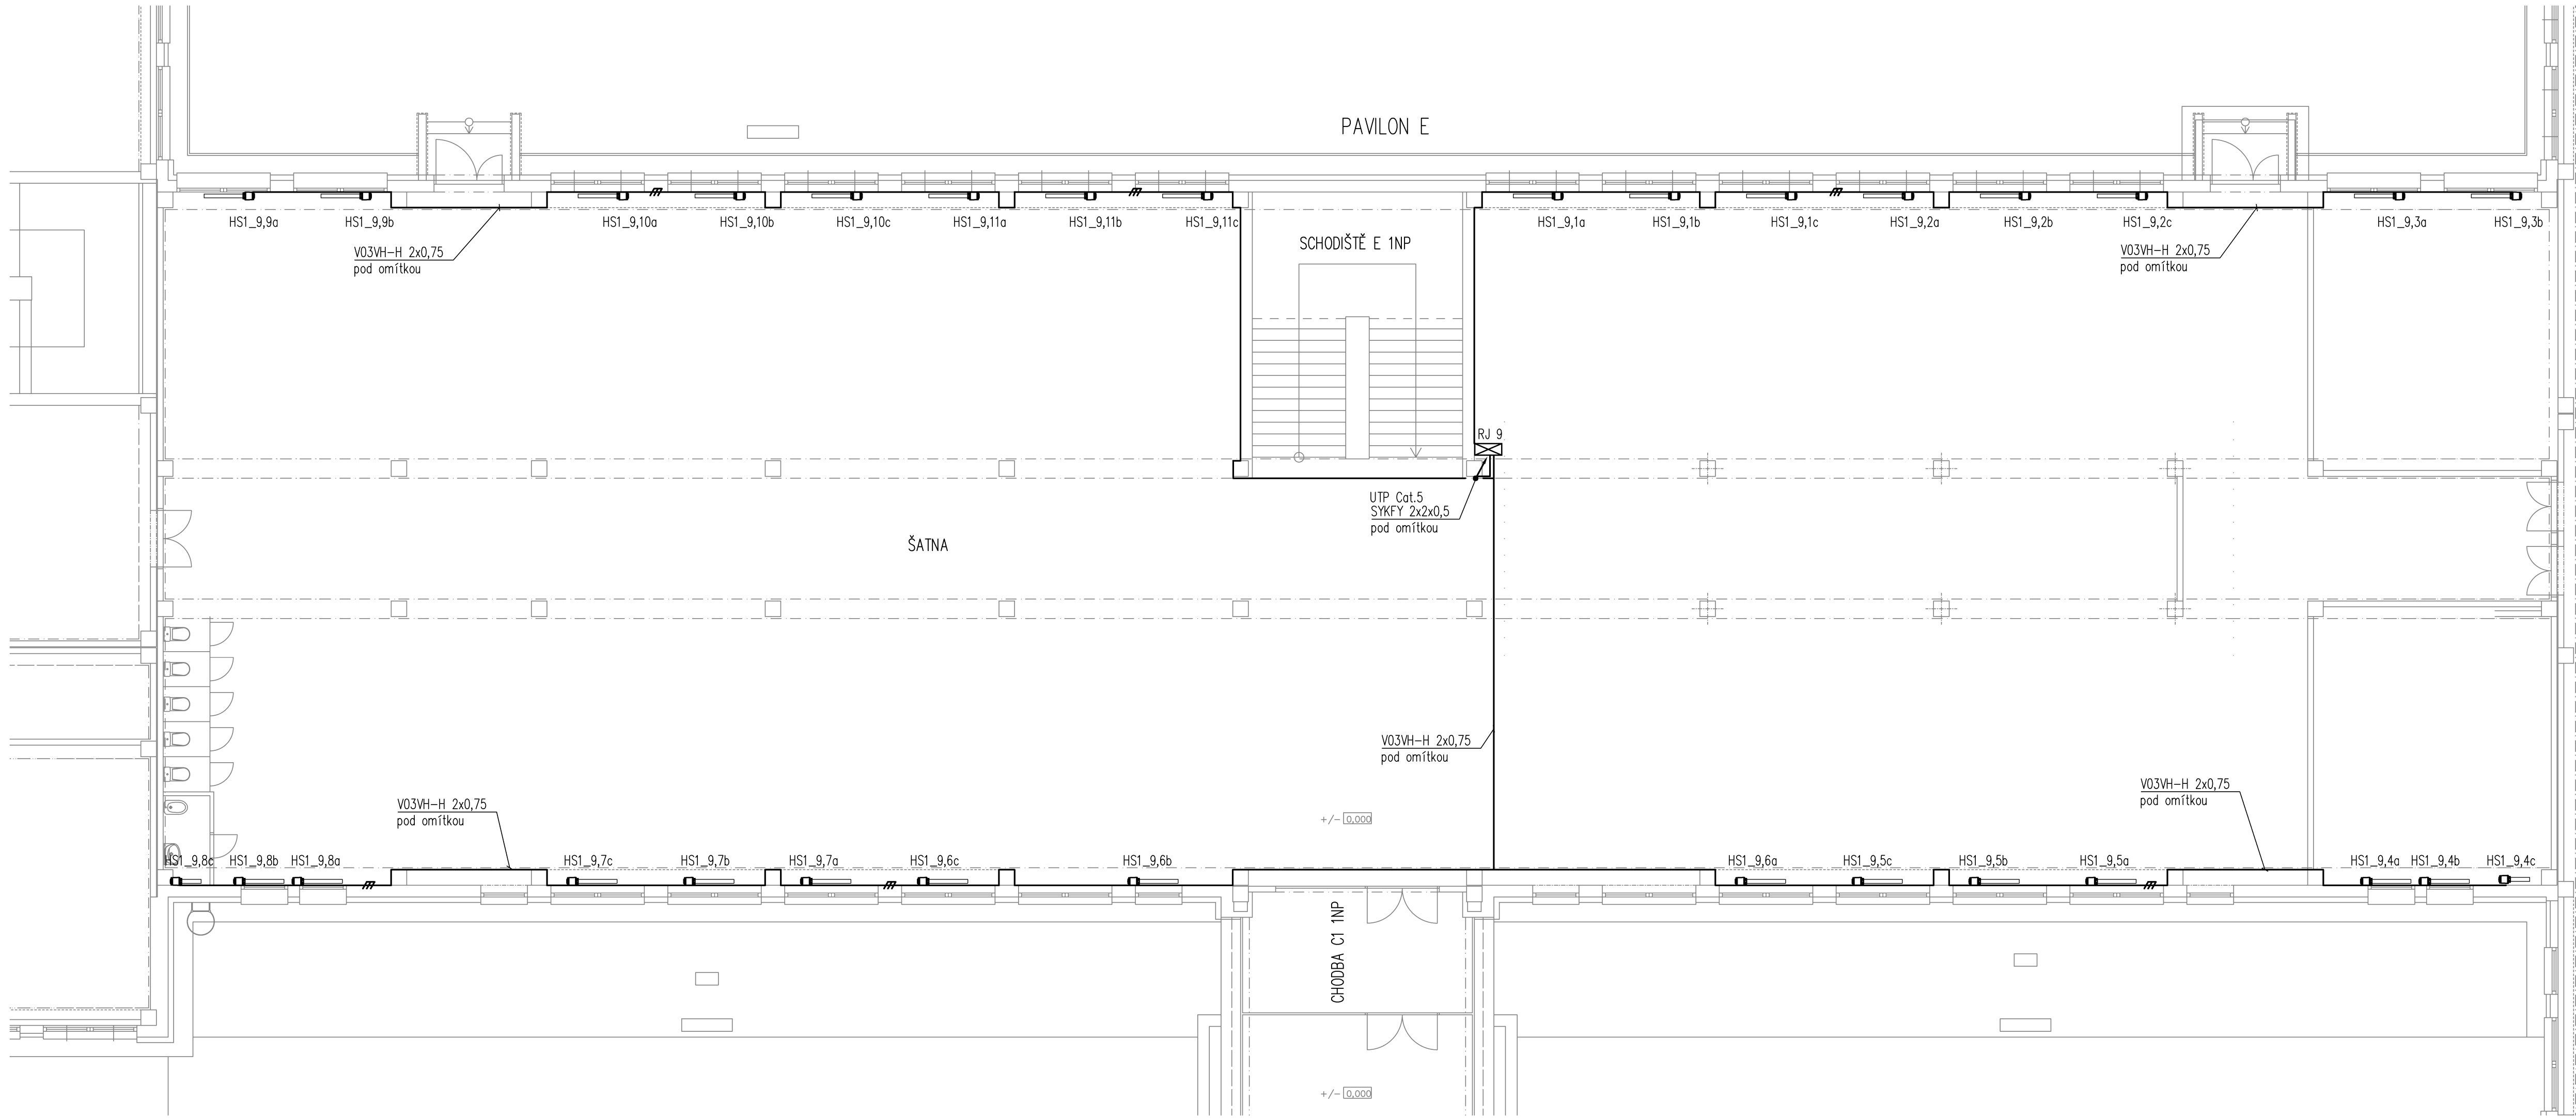 PAVILON E
HS1_9,9a
HS1_9,9b
HS1_9,10a
HS1_9,10b
HS1_9,10c
HS1_9,11a
HS1_9,11b
HS1_9,11c
HS1_9,1a
HS1_9,1b
HS1_9,1c
HS1_9,2a
HS1_9,2b
HS1_9,2c
HS1_9,3a
HS1_9,3b
V03VH-H 2x0,75
pod omítkou
SCHODIŠTĚ E 1NP
V03VH-H 2x0,75
pod omítkou
RJ 9
UTP Cat.5
SYKFY 2x2x0,5
pod omítkou
ŠATNA
V03VH-H 2x0,75
pod omítkou
V03VH-H 2x0,75
pod omítkou
V03VH-H 2x0,75
pod omítkou
+/- 0,000
HS1_9,8c
HS1_9,8b
HS1_9,8a
HS1_9,7c
HS1_9,7b
HS1_9,7a
HS1_9,6c
HS1_9,6b
HS1_9,6a
HS1_9,5c
HS1_9,5b
HS1_9,5a
HS1_9,4a
HS1_9,4b
HS1_9,4c
CHODBA C1 1NP
+/- 0,000